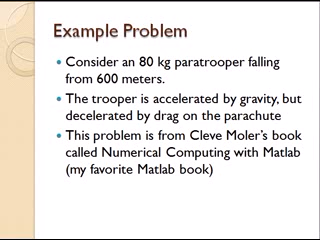 Example Problem
Consider an 80 kg paratrooper falling
from 600 meters.
The trooper is accelerated by gravity, but
decelerated by drag on the parachute
This problem is from Cleve Moler's book
called Numerical Computing with Matlab
(my favorite Matlab book)